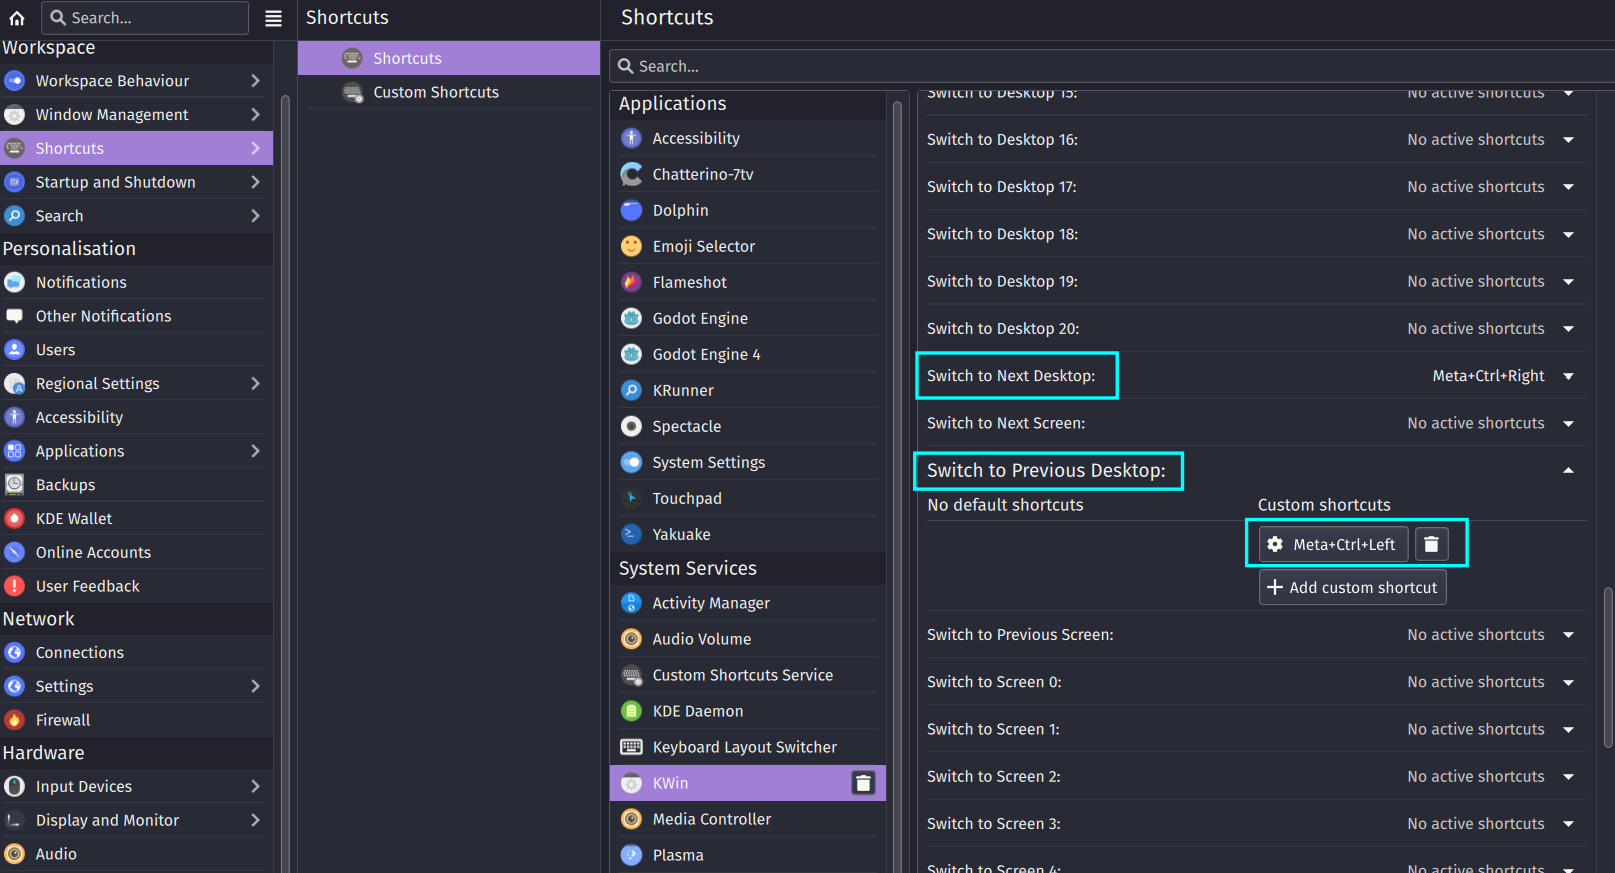 Search...
Workspace
Workspace Behaviour
Window Management
Shortcuts
Startup and Shutdown
Search
Personalisation
Notifications
Other Notifications
Users
Regional Settings
Accessibility
Applications
Backups
KDE Wallet
Online Accounts
User Feedback
Network
Connections
Settings
Firewall
Hardware
Input Devices
Display and Monitor
Audio
Shortcuts
Shortcuts
Custom Shortcuts
Shortcuts
Search...
Applications
Accessibility
Chatterino-7tv
Dolphin
Emoji Selector
Flameshot
Godot Engine
Godot Engine 4
KRunner
Spectacle
System Settings
Touchpad
Yakuake
System Services
Activity Manager
Audio Volume
Custom Shortcuts Service
KDE Daemon
Keyboard Layout Switcher
KWin
Media Controller
Plasma
Switch to Desktop 15: No active shortcuts
Switch to Desktop 16: No active shortcuts
Switch to Desktop 17: No active shortcuts
Switch to Desktop 18: No active shortcuts
Switch to Desktop 19: No active shortcuts
Switch to Desktop 20: No active shortcuts
Switch to Next Desktop: Meta+Ctrl+Right
Switch to Next Screen: No active shortcuts
Switch to Previous Desktop:
No default shortcuts Custom shortcuts
Meta+Ctrl+Left
Add custom shortcut
Switch to Previous Screen: No active shortcuts
Switch to Screen 0: No active shortcuts
Switch to Screen 1: No active shortcuts
Switch to Screen 2: No active shortcuts
Switch to Screen 3: No active shortcuts
Switch to Screen 4: No active shortcuts